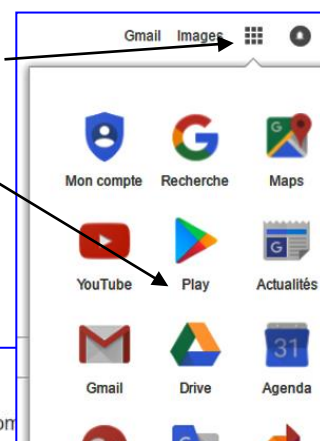 Gmail Images
Mon compte Recherche Maps
G
YouTube Play Actualités
31
Gmail Drive Agenda